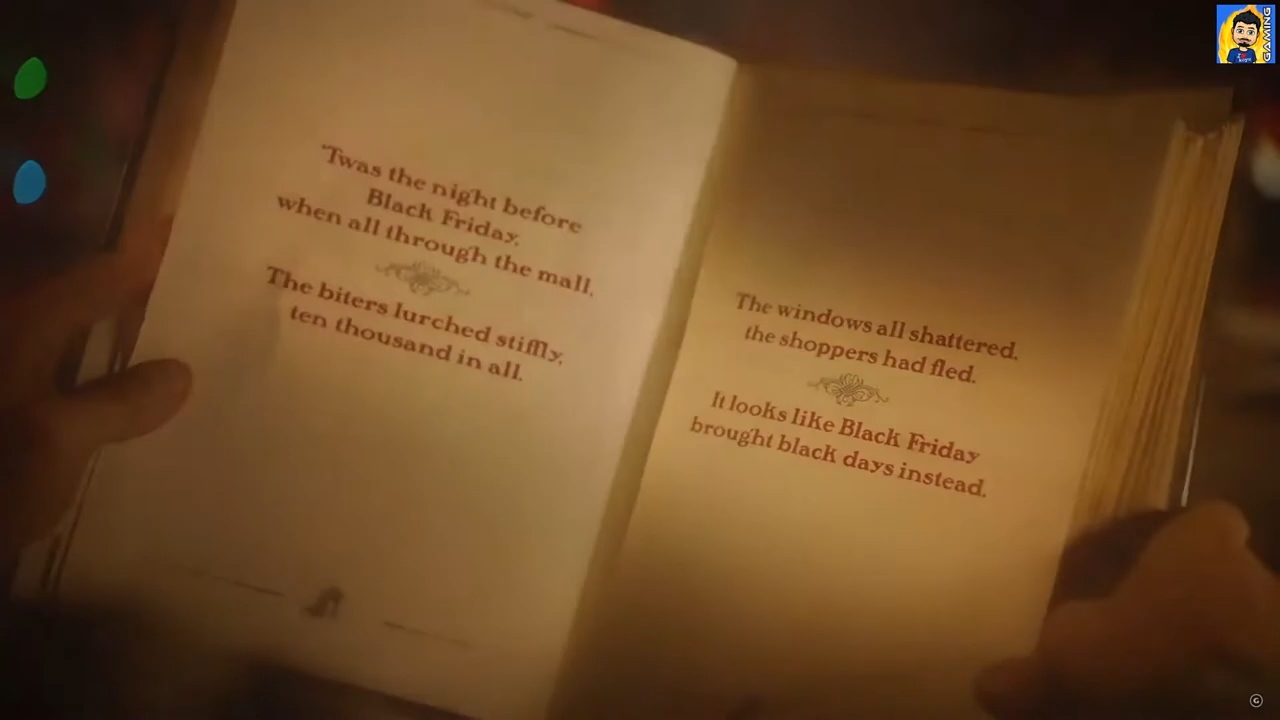 'Twas the night before
Black Friday,
when all through the mall,
The biters lurched stiffly,
ten thousand in all.
The windows all shattered,
the shoppers had fled.
It looks like Black Friday
brought black days instead.
GAMING
G